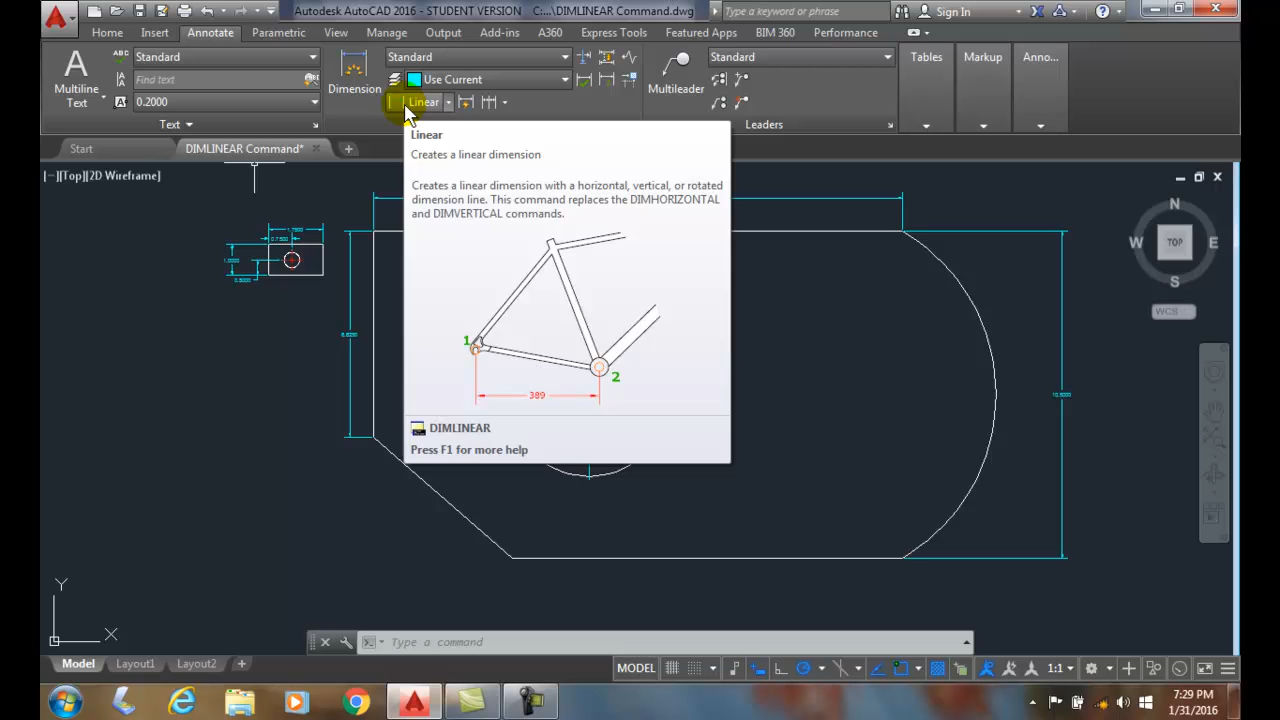 Autodesk AutoCAD 2016 - STUDENT VERSION C:\...\DIMLINEAR Command.dwg
Type a keyword or phrase
Sign In
Home Insert Annotate Parametric View Manage Output Add-ins A360 Express Tools Featured Apps BIM 360 Performance
Multiline
Text
Standard
Find text
0.2000
Text
Dimension
Standard
Use Current
Linear
Multileader
Standard
Leaders
Tables
Markup
Anno...
Start
DIMLINEAR Command*
[−][Top][2D Wireframe]
Linear
Creates a linear dimension
Creates a linear dimension with a horizontal, vertical, or rotated
dimension line. This command replaces the DIMHORIZONTAL
and DIMVERTICAL commands.
1
2
389
DIMLINEAR
Press F1 for more help
N
W
TOP
E
S
WCS
Y
X
Type a command
Model
Layout1
Layout2
MODEL
1:1
7:29 PM
1/31/2016